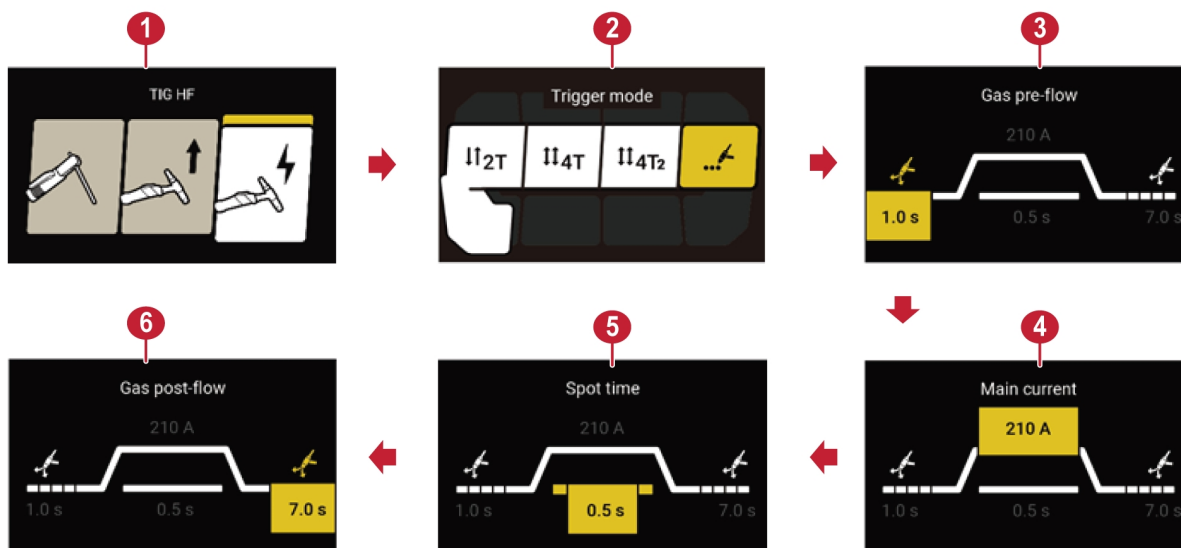 1
TIG HF
2
Trigger mode
2T
4T
4T2
3
Gas pre-flow
210 A
1.0 s
0.5 s
7.0 s
4
Main current
210 A
1.0 s
0.5 s
7.0 s
5
Spot time
210 A
1.0 s
0.5 s
7.0 s
6
Gas post-flow
210 A
1.0 s
0.5 s
7.0 s